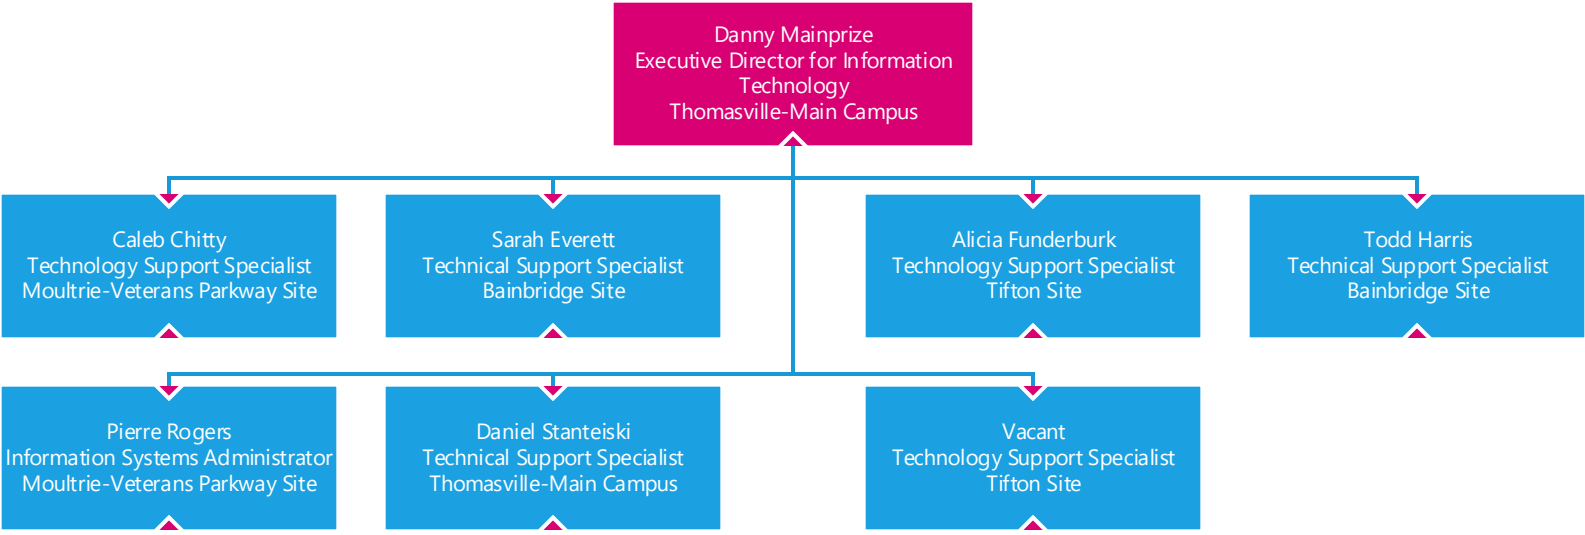 Danny Mainprize
Executive Director for Information
Technology
Thomasville-Main Campus
Caleb Chitty
Technology Support Specialist
Moultrie-Veterans Parkway Site
Sarah Everett
Technical Support Specialist
Bainbridge Site
Alicia Funderburk
Technology Support Specialist
Tifton Site
Todd Harris
Technical Support Specialist
Bainbridge Site
Pierre Rogers
Information Systems Administrator
Moultrie-Veterans Parkway Site
Daniel Stanteiski
Technical Support Specialist
Thomasville-Main Campus
Vacant
Technology Support Specialist
Tifton Site